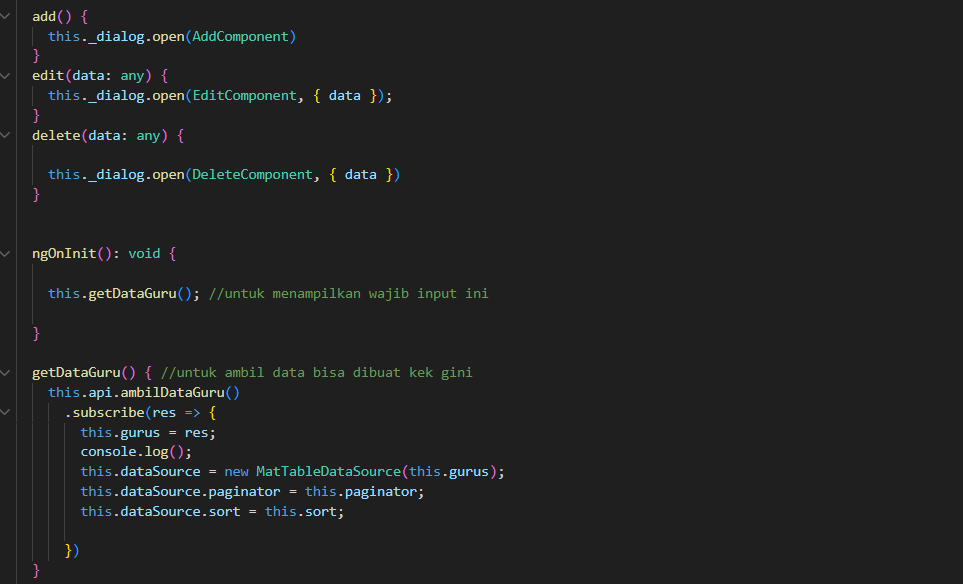 add() {
this._dialog.open(AddComponent)
}
edit(data: any) {
this._dialog.open(EditComponent, { data });
}
delete(data: any) {
this._dialog.open(DeleteComponent, { data })
}
ngOnInit(): void {
this.getDataGuru(); //untuk menampilkan wajib input ini
}
getDataGuru() { //untuk ambil data bisa dibuat kek gini
this.api.ambilDataGuru()
.subscribe(res => {
this.gurus = res;
console.log();
this.dataSource = new MatTableDataSource(this.gurus);
this.dataSource.paginator = this.paginator;
this.dataSource.sort = this.sort;
})
}